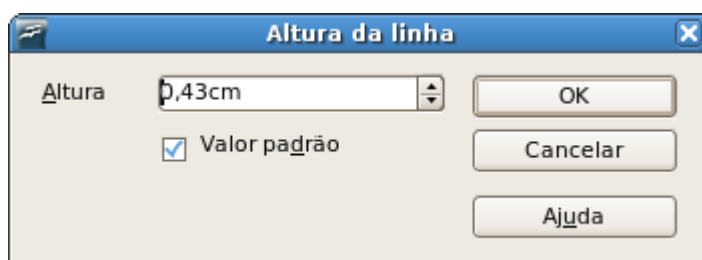 Altura da linha
Altura 0,43cm OK
Valor padrão Cancelar
Ajuda